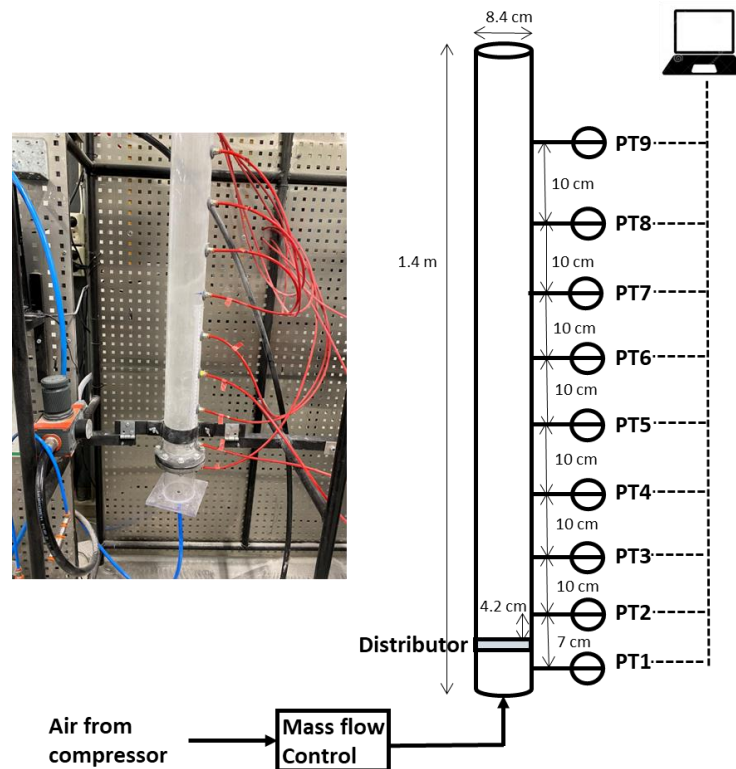 8.4 cm
PT9
10 cm
PT8
1.4 m
10 cm
PT7
10 cm
PT6
10 cm
PT5
10 cm
PT4
10 cm
PT3
4.2 cm
10 cm
PT2
Distributor
7 cm
PT1
Air from
compressor
Mass flow
Control